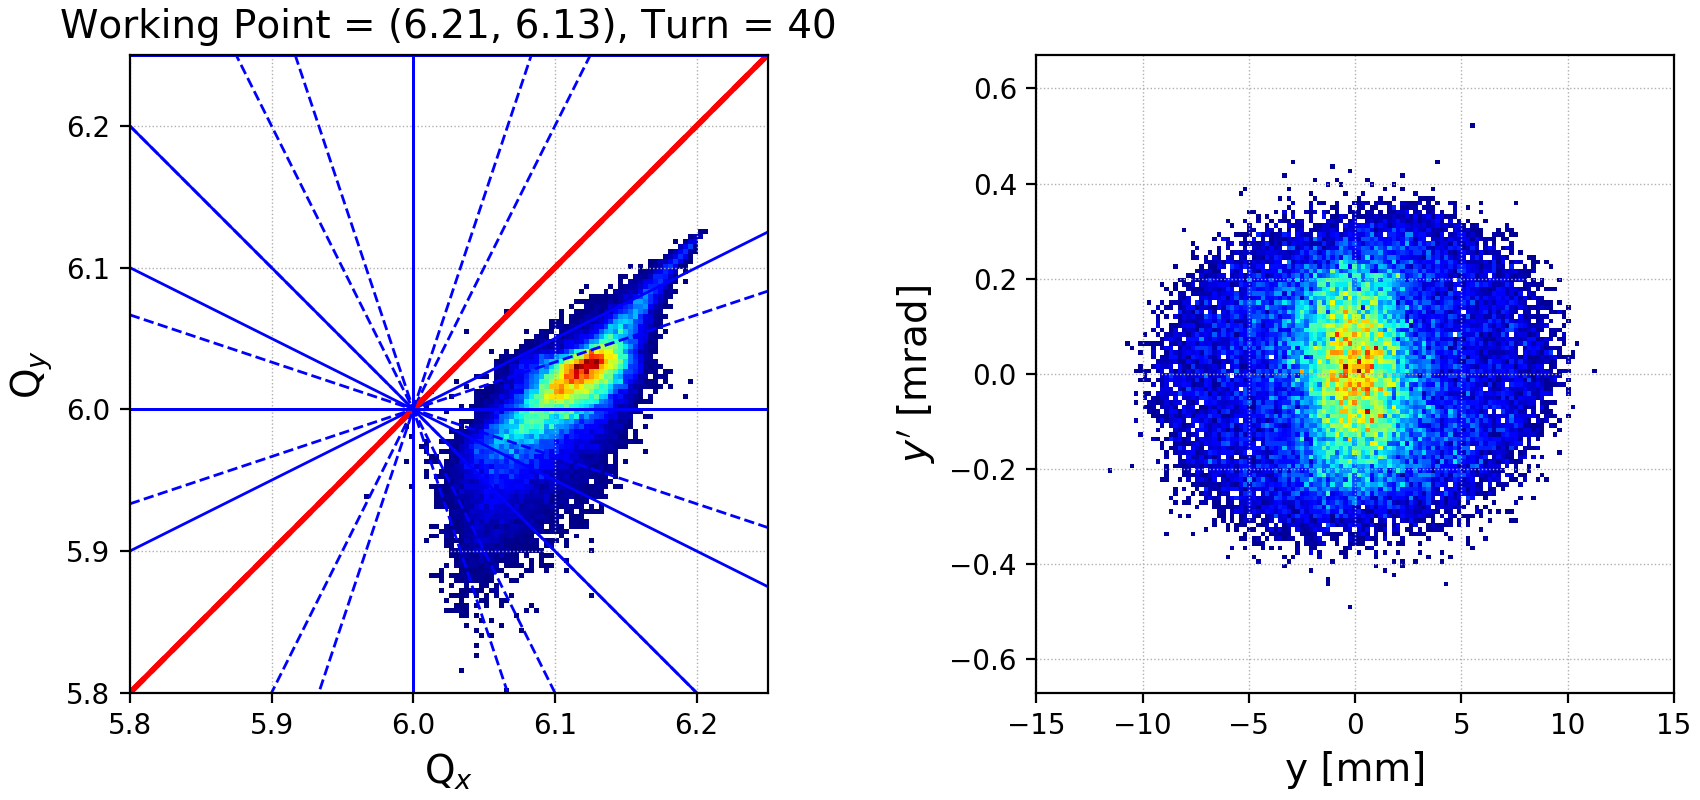 Working Point = (6.21, 6.13), Turn = 40
6.2
6.1
6.0
5.9
5.8
Q_y
5.8 5.9 6.0 6.1 6.2
Q_x
0.6
0.4
0.2
0.0
−0.2
−0.4
−0.6
y′ [mrad]
−15 −10 −5 0 5 10 15
y [mm]